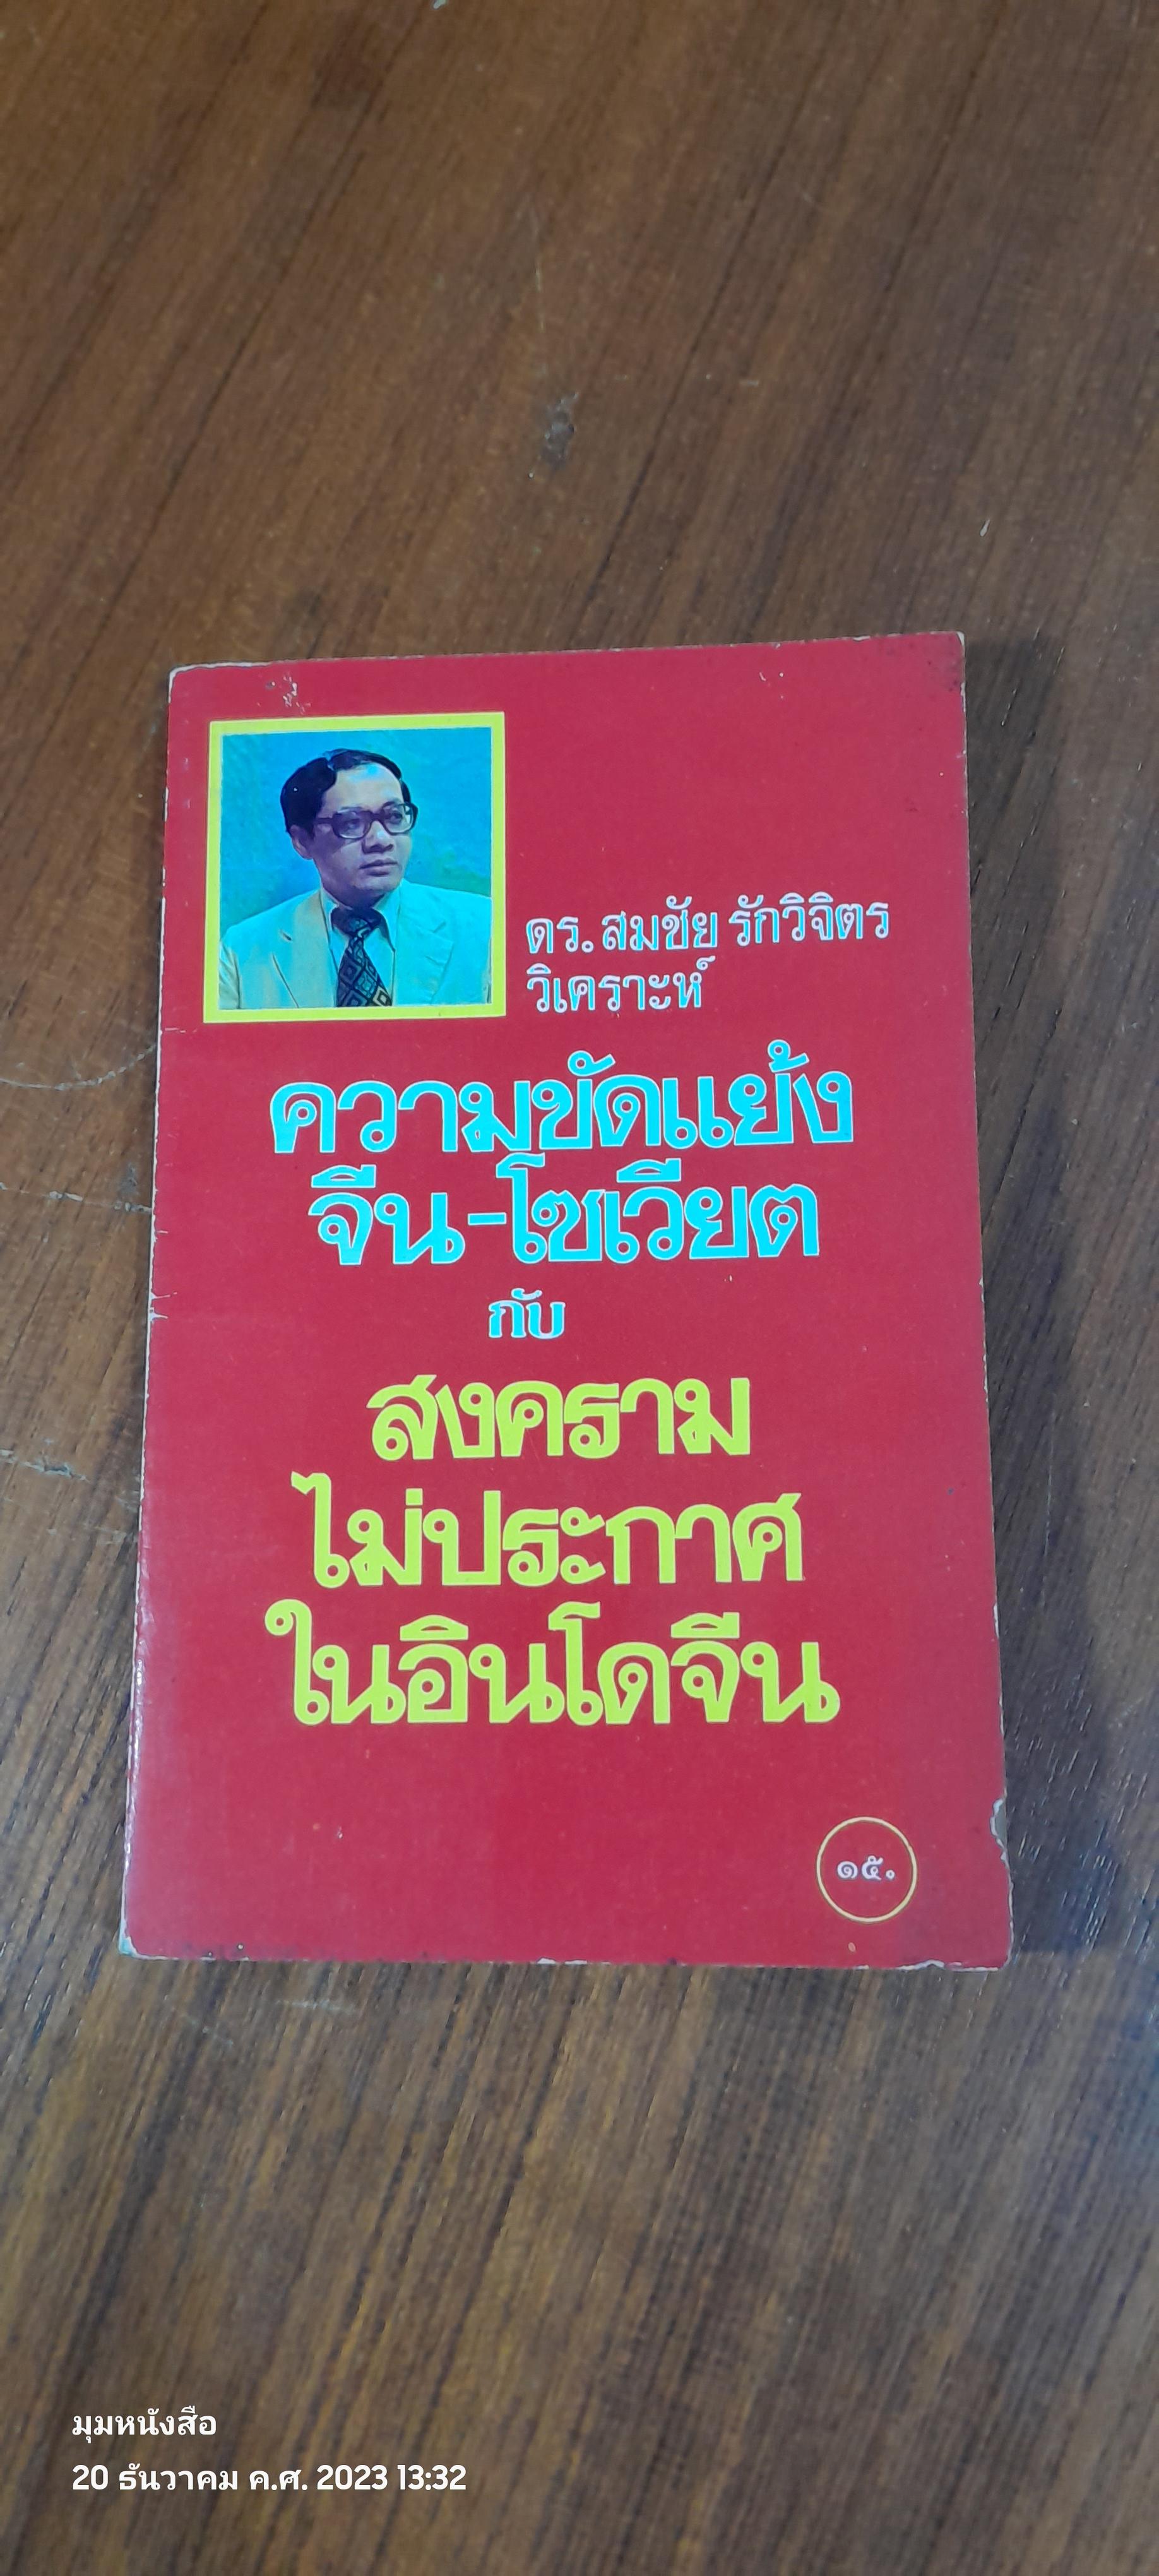 ดร. สมชัย รักวิจิตร
วิเคราะห์
ความขัดแย้ง
จีน-โซเวียต
กับ
สงคราม
ไม่ประกาศ
ในอินโดจีน
๑๕.
มุมหนังสือ
20 ธันวาคม ค.ศ. 2023 13:32